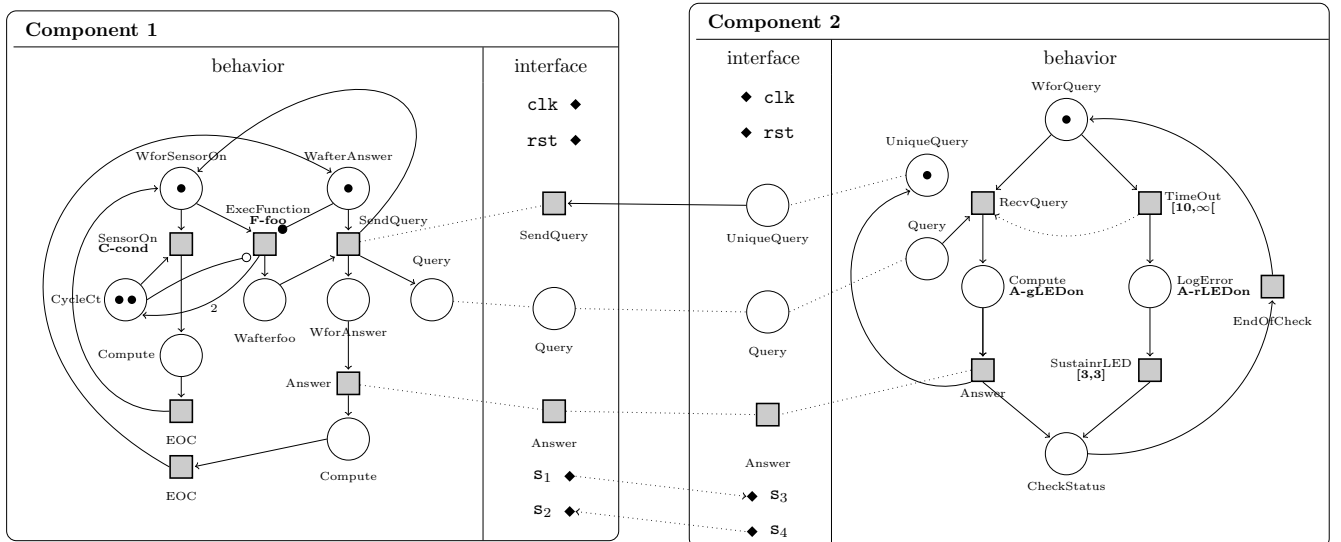 Component 1
behavior
interface
clk
rst
WforSensorOn
WafterAnswer
ExecFunction
F-foo
SendQuery
SensorOn
C-cond
SendQuery
Query
CycleCt
2
Wafterfoo
WforAnswer
Query
Compute
Answer
Answer
EOC
Compute
EOC
s1
s2
Component 2
interface
behavior
clk
rst
WforQuery
UniqueQuery
UniqueQuery
RecvQuery
TimeOut
[10,∞[
Query
Query
Compute
A-gLEDon
LogError
A-rLEDon
EndOfCheck
SustainrLED
[3,3]
Answer
Answer
CheckStatus
s3
s4